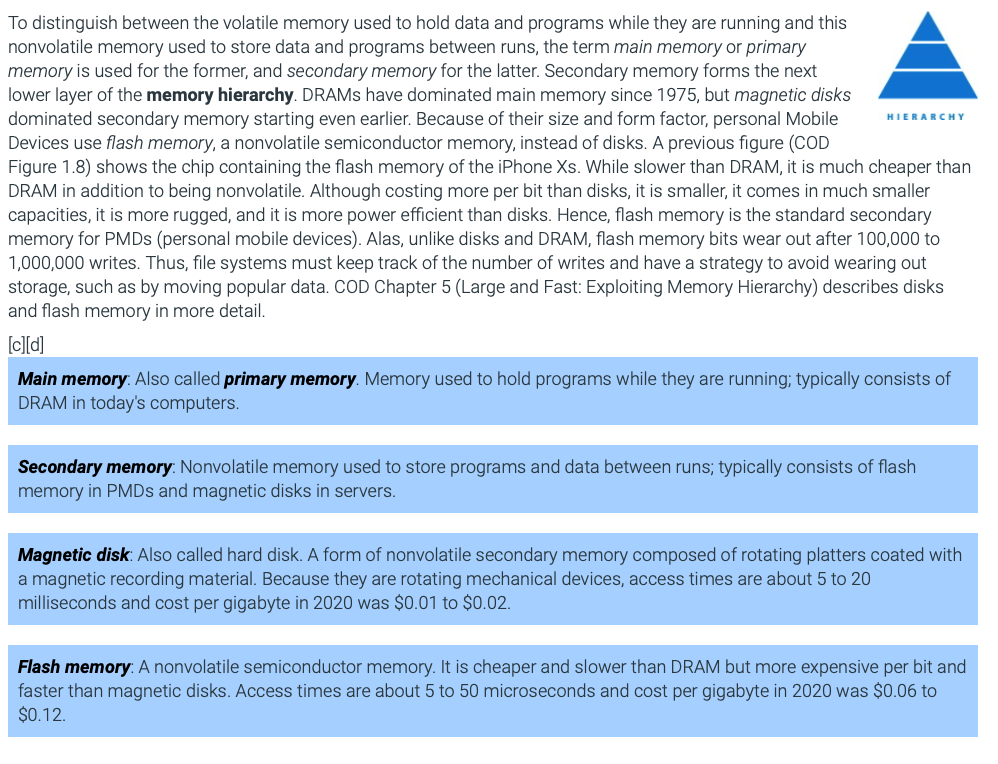 To distinguish between the volatile memory used to hold data and programs while they are running and this
nonvolatile memory used to store data and programs between runs, the term main memory or primary
memory is used for the former, and secondary memory for the latter. Secondary memory forms the next
lower layer of the memory hierarchy. DRAMs have dominated main memory since 1975, but magnetic disks
dominated secondary memory starting even earlier. Because of their size and form factor, personal Mobile
Devices use flash memory, a nonvolatile semiconductor memory, instead of disks. A previous figure (COD
Figure 1.8) shows the chip containing the flash memory of the iPhone Xs. While slower than DRAM, it is much cheaper than
DRAM in addition to being nonvolatile. Although costing more per bit than disks, it is smaller, it comes in much smaller
capacities, it is more rugged, and it is more power efficient than disks. Hence, flash memory is the standard secondary
memory for PMDs (personal mobile devices). Alas, unlike disks and DRAM, flash memory bits wear out after 100,000 to
1,000,000 writes. Thus, file systems must keep track of the number of writes and have a strategy to avoid wearing out
storage, such as by moving popular data. COD Chapter 5 (Large and Fast: Exploiting Memory Hierarchy) describes disks
and flash memory in more detail.
HIERARCHY
[c][d]
Main memory: Also called primary memory. Memory used to hold programs while they are running; typically consists of
DRAM in today's computers.
Secondary memory: Nonvolatile memory used to store programs and data between runs; typically consists of flash
memory in PMDs and magnetic disks in servers.
Magnetic disk: Also called hard disk. A form of nonvolatile secondary memory composed of rotating platters coated with
a magnetic recording material. Because they are rotating mechanical devices, access times are about 5 to 20
milliseconds and cost per gigabyte in 2020 was $0.01 to $0.02.
Flash memory: A nonvolatile semiconductor memory. It is cheaper and slower than DRAM but more expensive per bit and
faster than magnetic disks. Access times are about 5 to 50 microseconds and cost per gigabyte in 2020 was $0.06 to
$0.12.